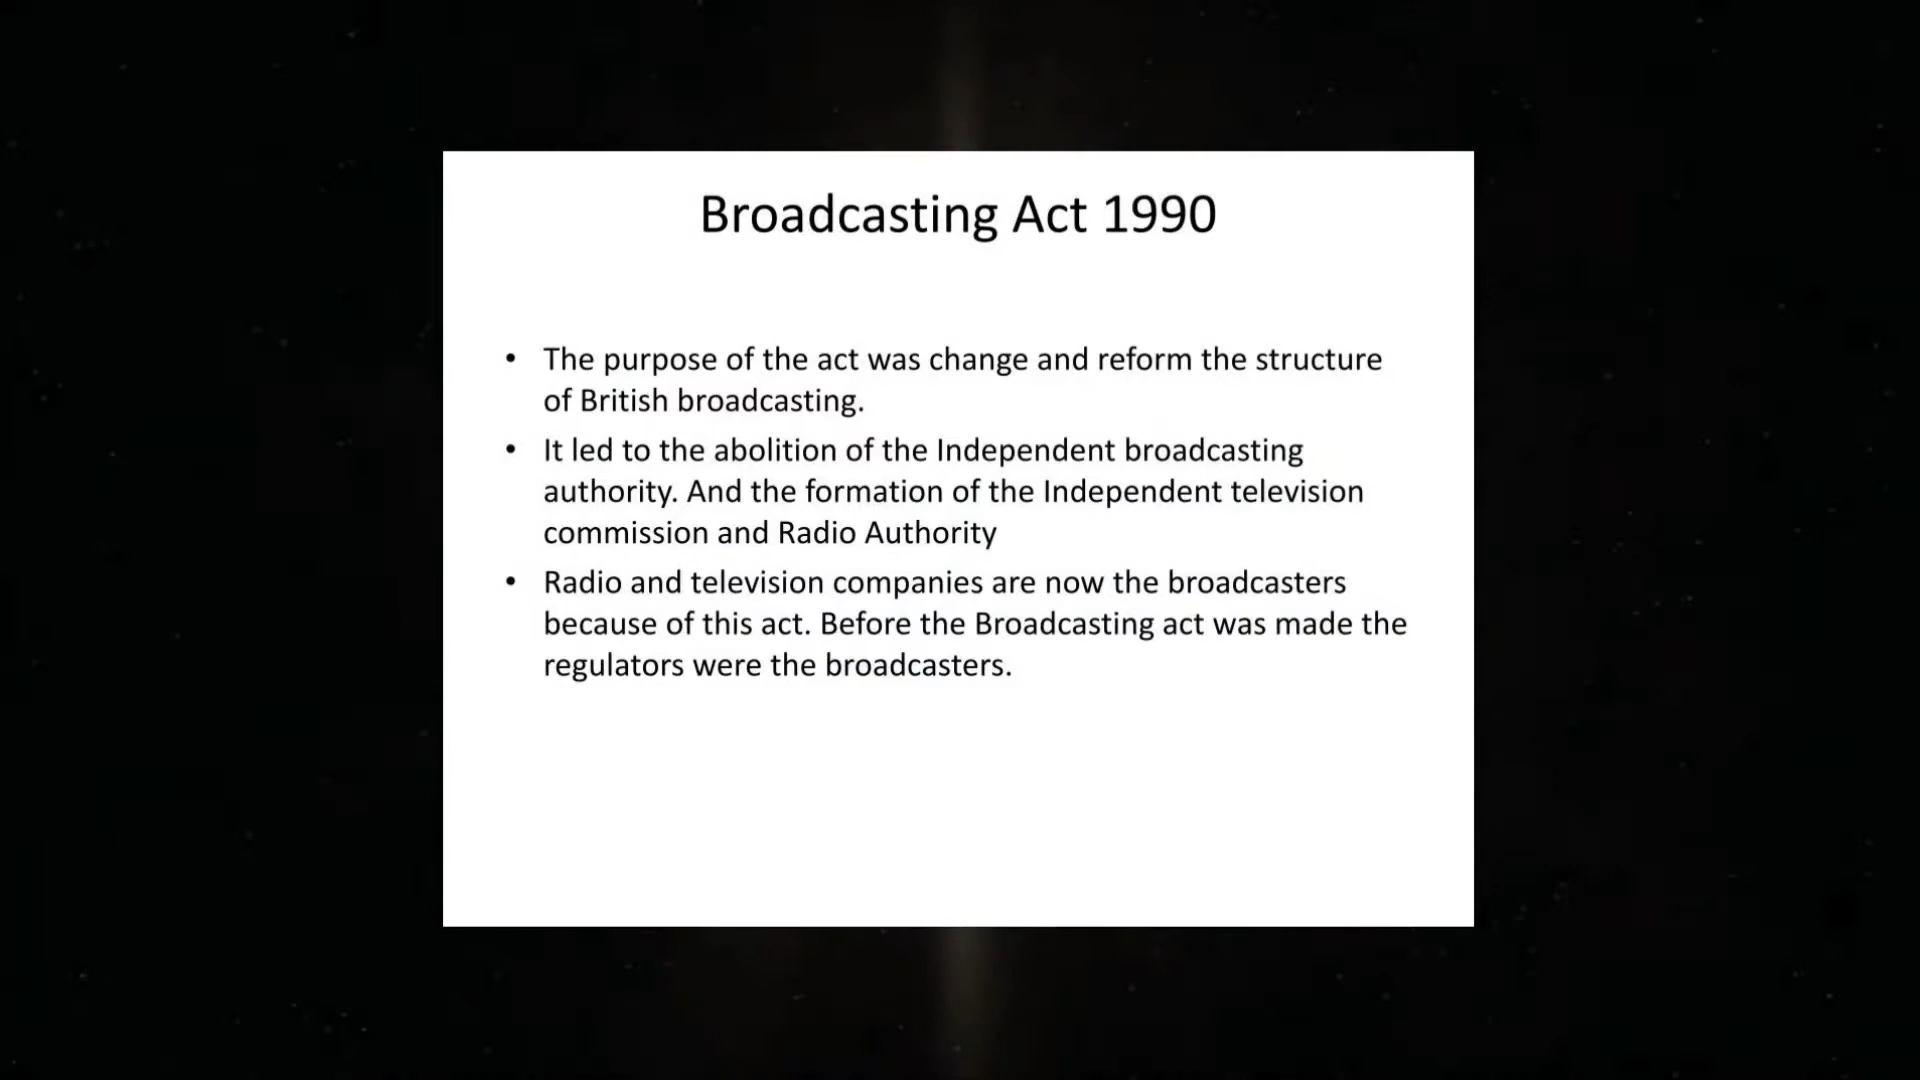 Broadcasting Act 1990
• The purpose of the act was change and reform the structure
of British broadcasting.
• It led to the abolition of the Independent broadcasting
authority. And the formation of the Independent television
commission and Radio Authority
• Radio and television companies are now the broadcasters
because of this act. Before the Broadcasting act was made the
regulators were the broadcasters.